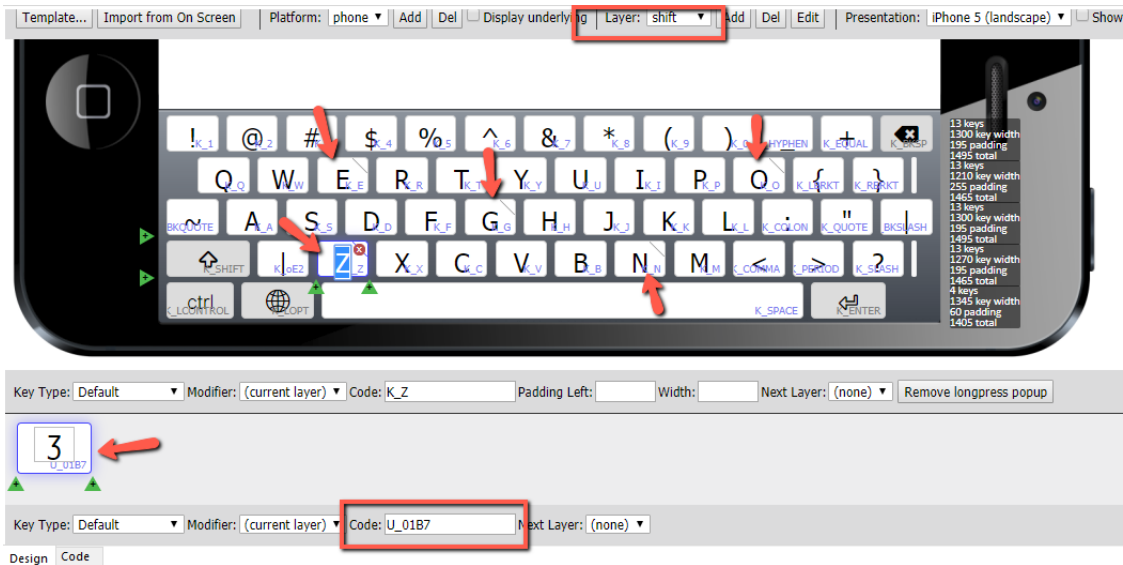 Template... Import from On Screen Platform: phone Add Del Display underlying Layer: shift Add Del Edit Presentation: iPhone 5 (landscape) Show
! K_1 @ K_2 # $ K_4 % K_5 ^ K_6 & K_7 * K_8 ( K_9 ) _ HYPHEN + K_EQUAL K_BKSP
Q K_Q W K_W E K_E R K_R T K_T Y K_Y U K_U I K_I P K_P O K_O { K_LBRKT } K_RBRKT
~ BKQUOTE A K_A S K_S D K_D F K_F G K_G H K_H J K_J K K_K L K_L : K_COLON " K_QUOTE | BKSLASH
K_SHIFT | K_oE2 Z K_Z X K_X C K_C V K_V B K_B N K_N M K_M < K_COMMA > K_PERIOD ? K_SLASH
ctrl K_LCONTROL K_LOPT K_SPACE K_ENTER
13 keys
1300 key width
195 padding
1495 total
13 keys
1210 key width
255 padding
1465 total
13 keys
1300 key width
195 padding
1495 total
13 keys
1270 key width
195 padding
1465 total
4 keys
1345 key width
60 padding
1405 total
Key Type: Default Modifier: (current layer) Code: K_Z Padding Left: Width: Next Layer: (none) Remove longpress popup
Ʒ U_01B7
Key Type: Default Modifier: (current layer) Code: U_01B7 Next Layer: (none)
Design Code